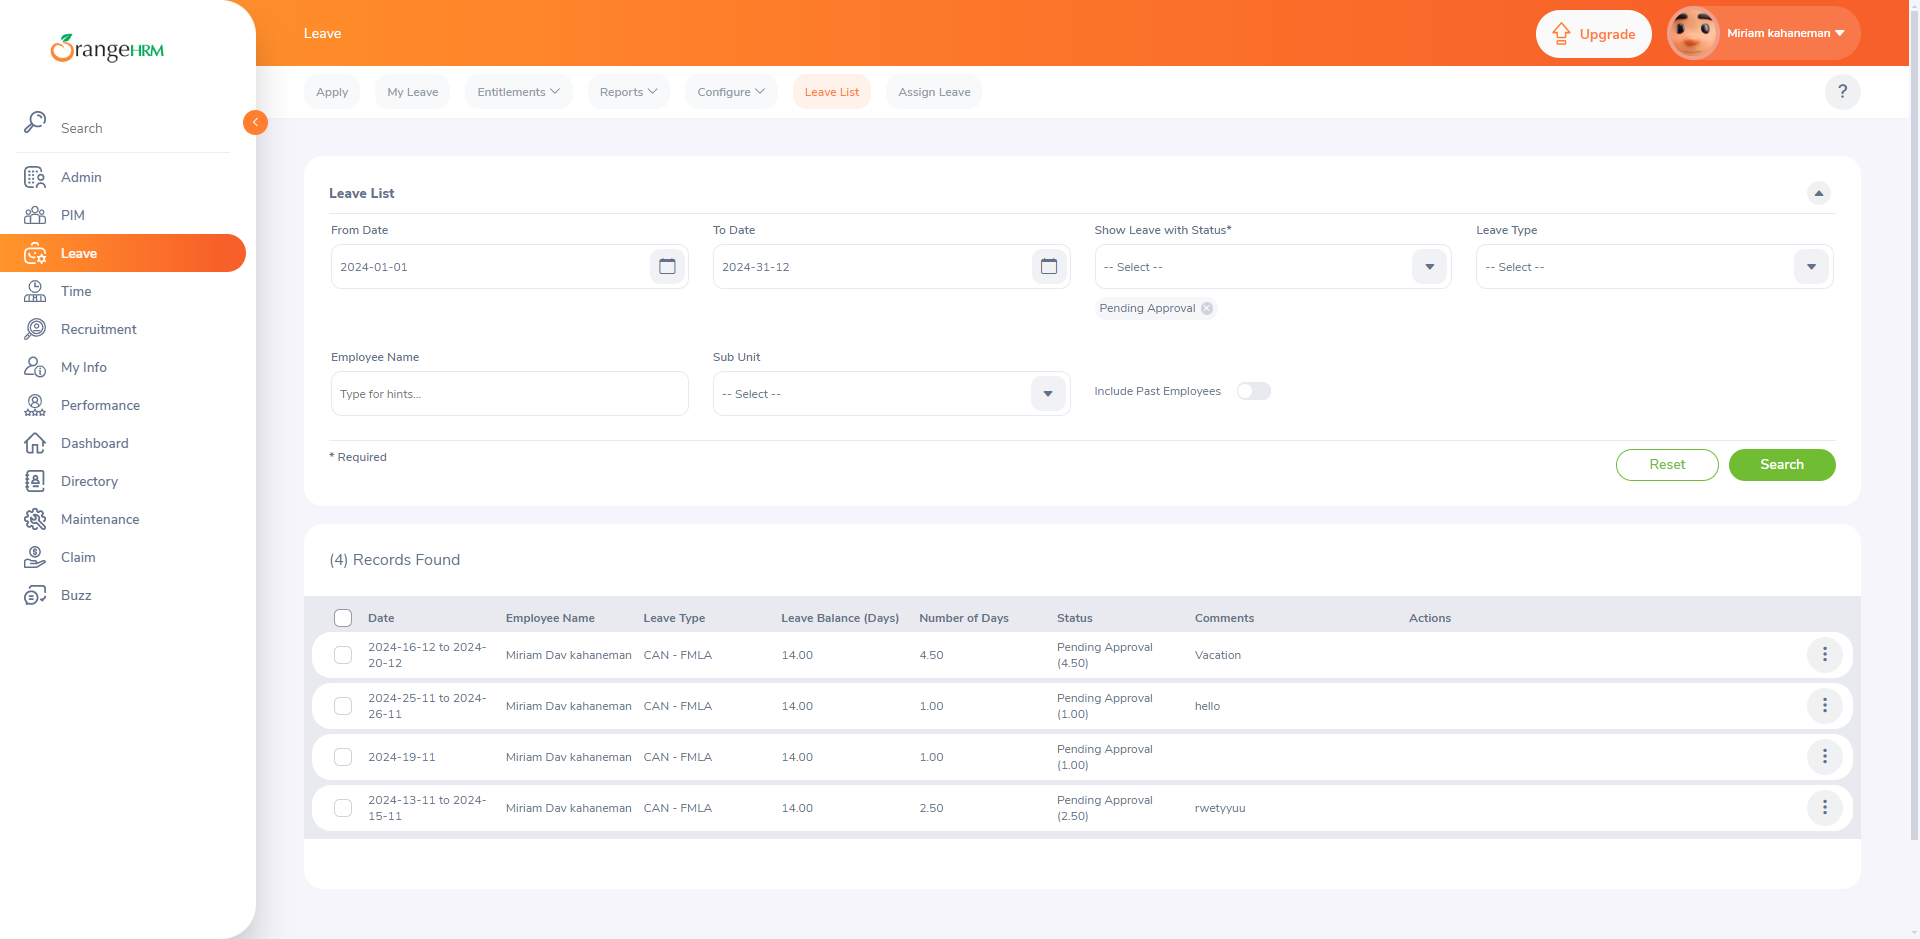 OrangeHRM
Leave
Upgrade
Miriam kahaneman
Apply
My Leave
Entitlements
Reports
Configure
Leave List
Assign Leave
?
Search
Admin
PIM
Leave
Time
Recruitment
My Info
Performance
Dashboard
Directory
Maintenance
Claim
Buzz
Leave List
From Date
To Date
Show Leave with Status*
Leave Type
2024-01-01
2024-31-12
-- Select --
-- Select --
Pending Approval
Employee Name
Sub Unit
Type for hints...
-- Select --
Include Past Employees
* Required
Reset
Search
(4) Records Found
Date Employee Name Leave Type Leave Balance (Days) Number of Days Status Comments Actions
2024-16-12 to 2024-
20-12
Miriam Dav kahaneman CAN - FMLA 14.00 4.50
Pending Approval
(4.50)
Vacation
2024-25-11 to 2024-
26-11
Miriam Dav kahaneman CAN - FMLA 14.00 1.00
Pending Approval
(1.00)
hello
2024-19-11
Miriam Dav kahaneman CAN - FMLA 14.00 1.00
Pending Approval
(1.00)
2024-13-11 to 2024-
15-11
Miriam Dav kahaneman CAN - FMLA 14.00 2.50
Pending Approval
(2.50)
rwetyyuu